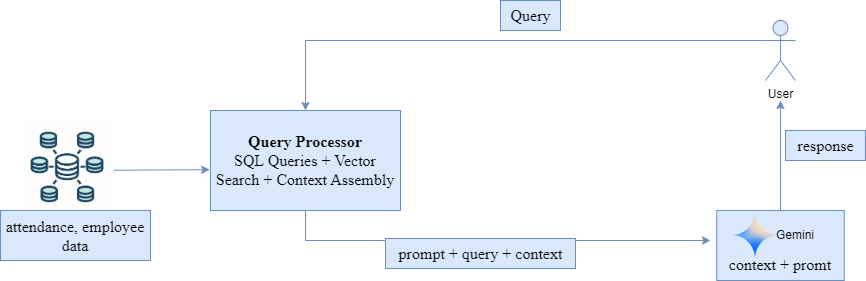 Query
User
Query Processor
SQL Queries + Vector
Search + Context Assembly
response
attendance, employee
data
Gemini
prompt + query + context
context + promt